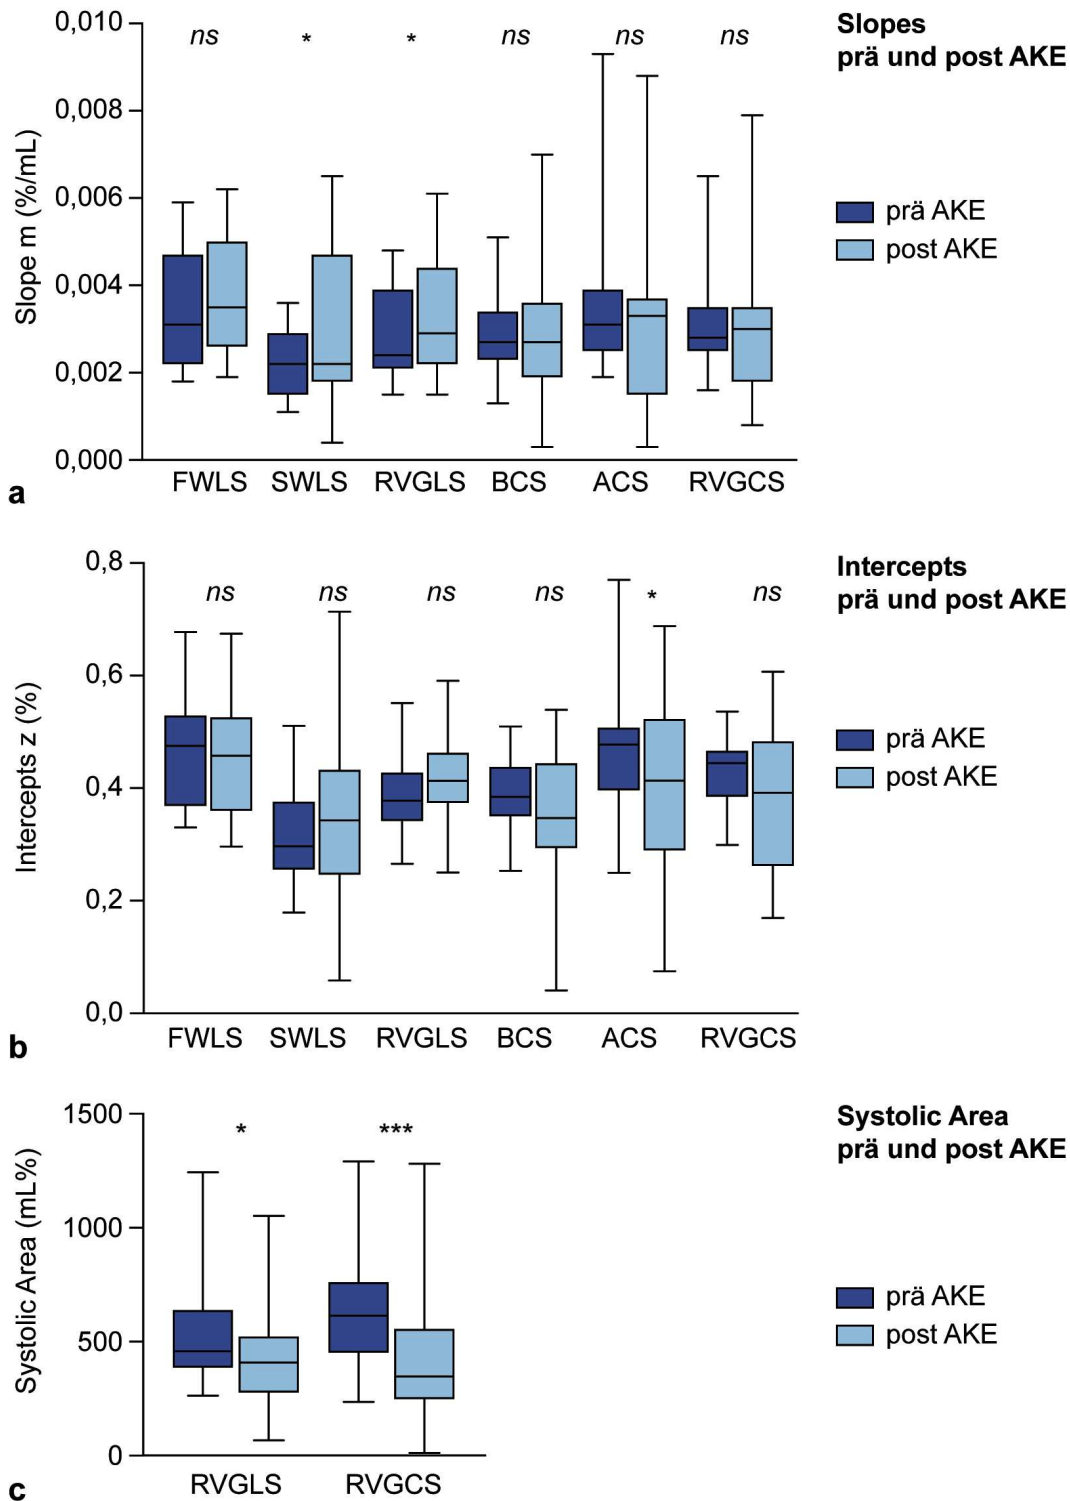 0,010
0,008
0,006
0,004
0,002
0,000
Slope m (%/mL)
ns * * ns ns ns
FWLS SWLS RVGLS BCS ACS RVGCS
Slopes
prä und post AKE
prä AKE
post AKE
a
0,8
0,6
0,4
0,2
0,0
Intercepts z (%)
ns ns ns ns * ns
FWLS SWLS RVGLS BCS ACS RVGCS
Intercepts
prä und post AKE
prä AKE
post AKE
b
1500
1000
500
0
Systolic Area (mL%)
* ***
RVGLS RVGCS
Systolic Area
prä und post AKE
prä AKE
post AKE
c